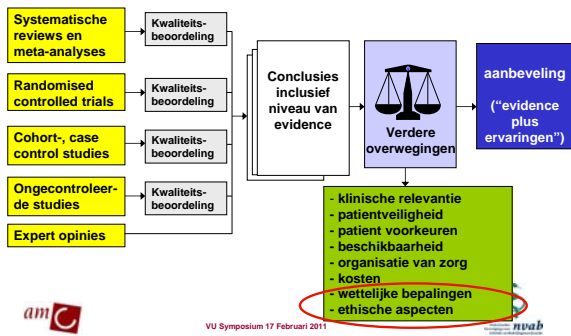 Systematische
reviews en
meta-analyses
Kwaliteits-
beoordeling
Randomised
controlled trials
Kwaliteits-
beoordeling
Cohort-, case
control studies
Kwaliteits-
beoordeling
Ongecontroleer-
de studies
Kwaliteits-
beoordeling
Expert opinies
Conclusies
inclusief
niveau van
evidence
Verdere
overwegingen
aanbeveling
("evidence
plus
ervaringen")
- klinische relevantie
- patientveiligheid
- patient voorkeuren
- beschikbaarheid
- organisatie van zorg
- kosten
- wettelijke bepalingen
- ethische aspecten
amC
VU Symposium 17 Februari 2011
nvab